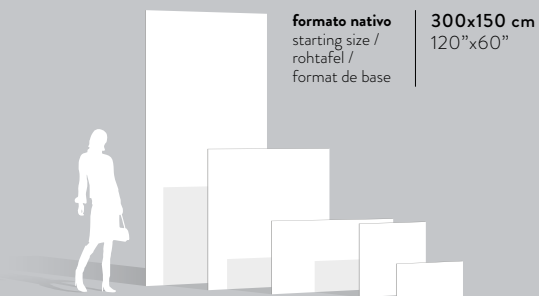 formato nativo
starting size /
rohtafel /
format de base
300x150 cm
120”x60”